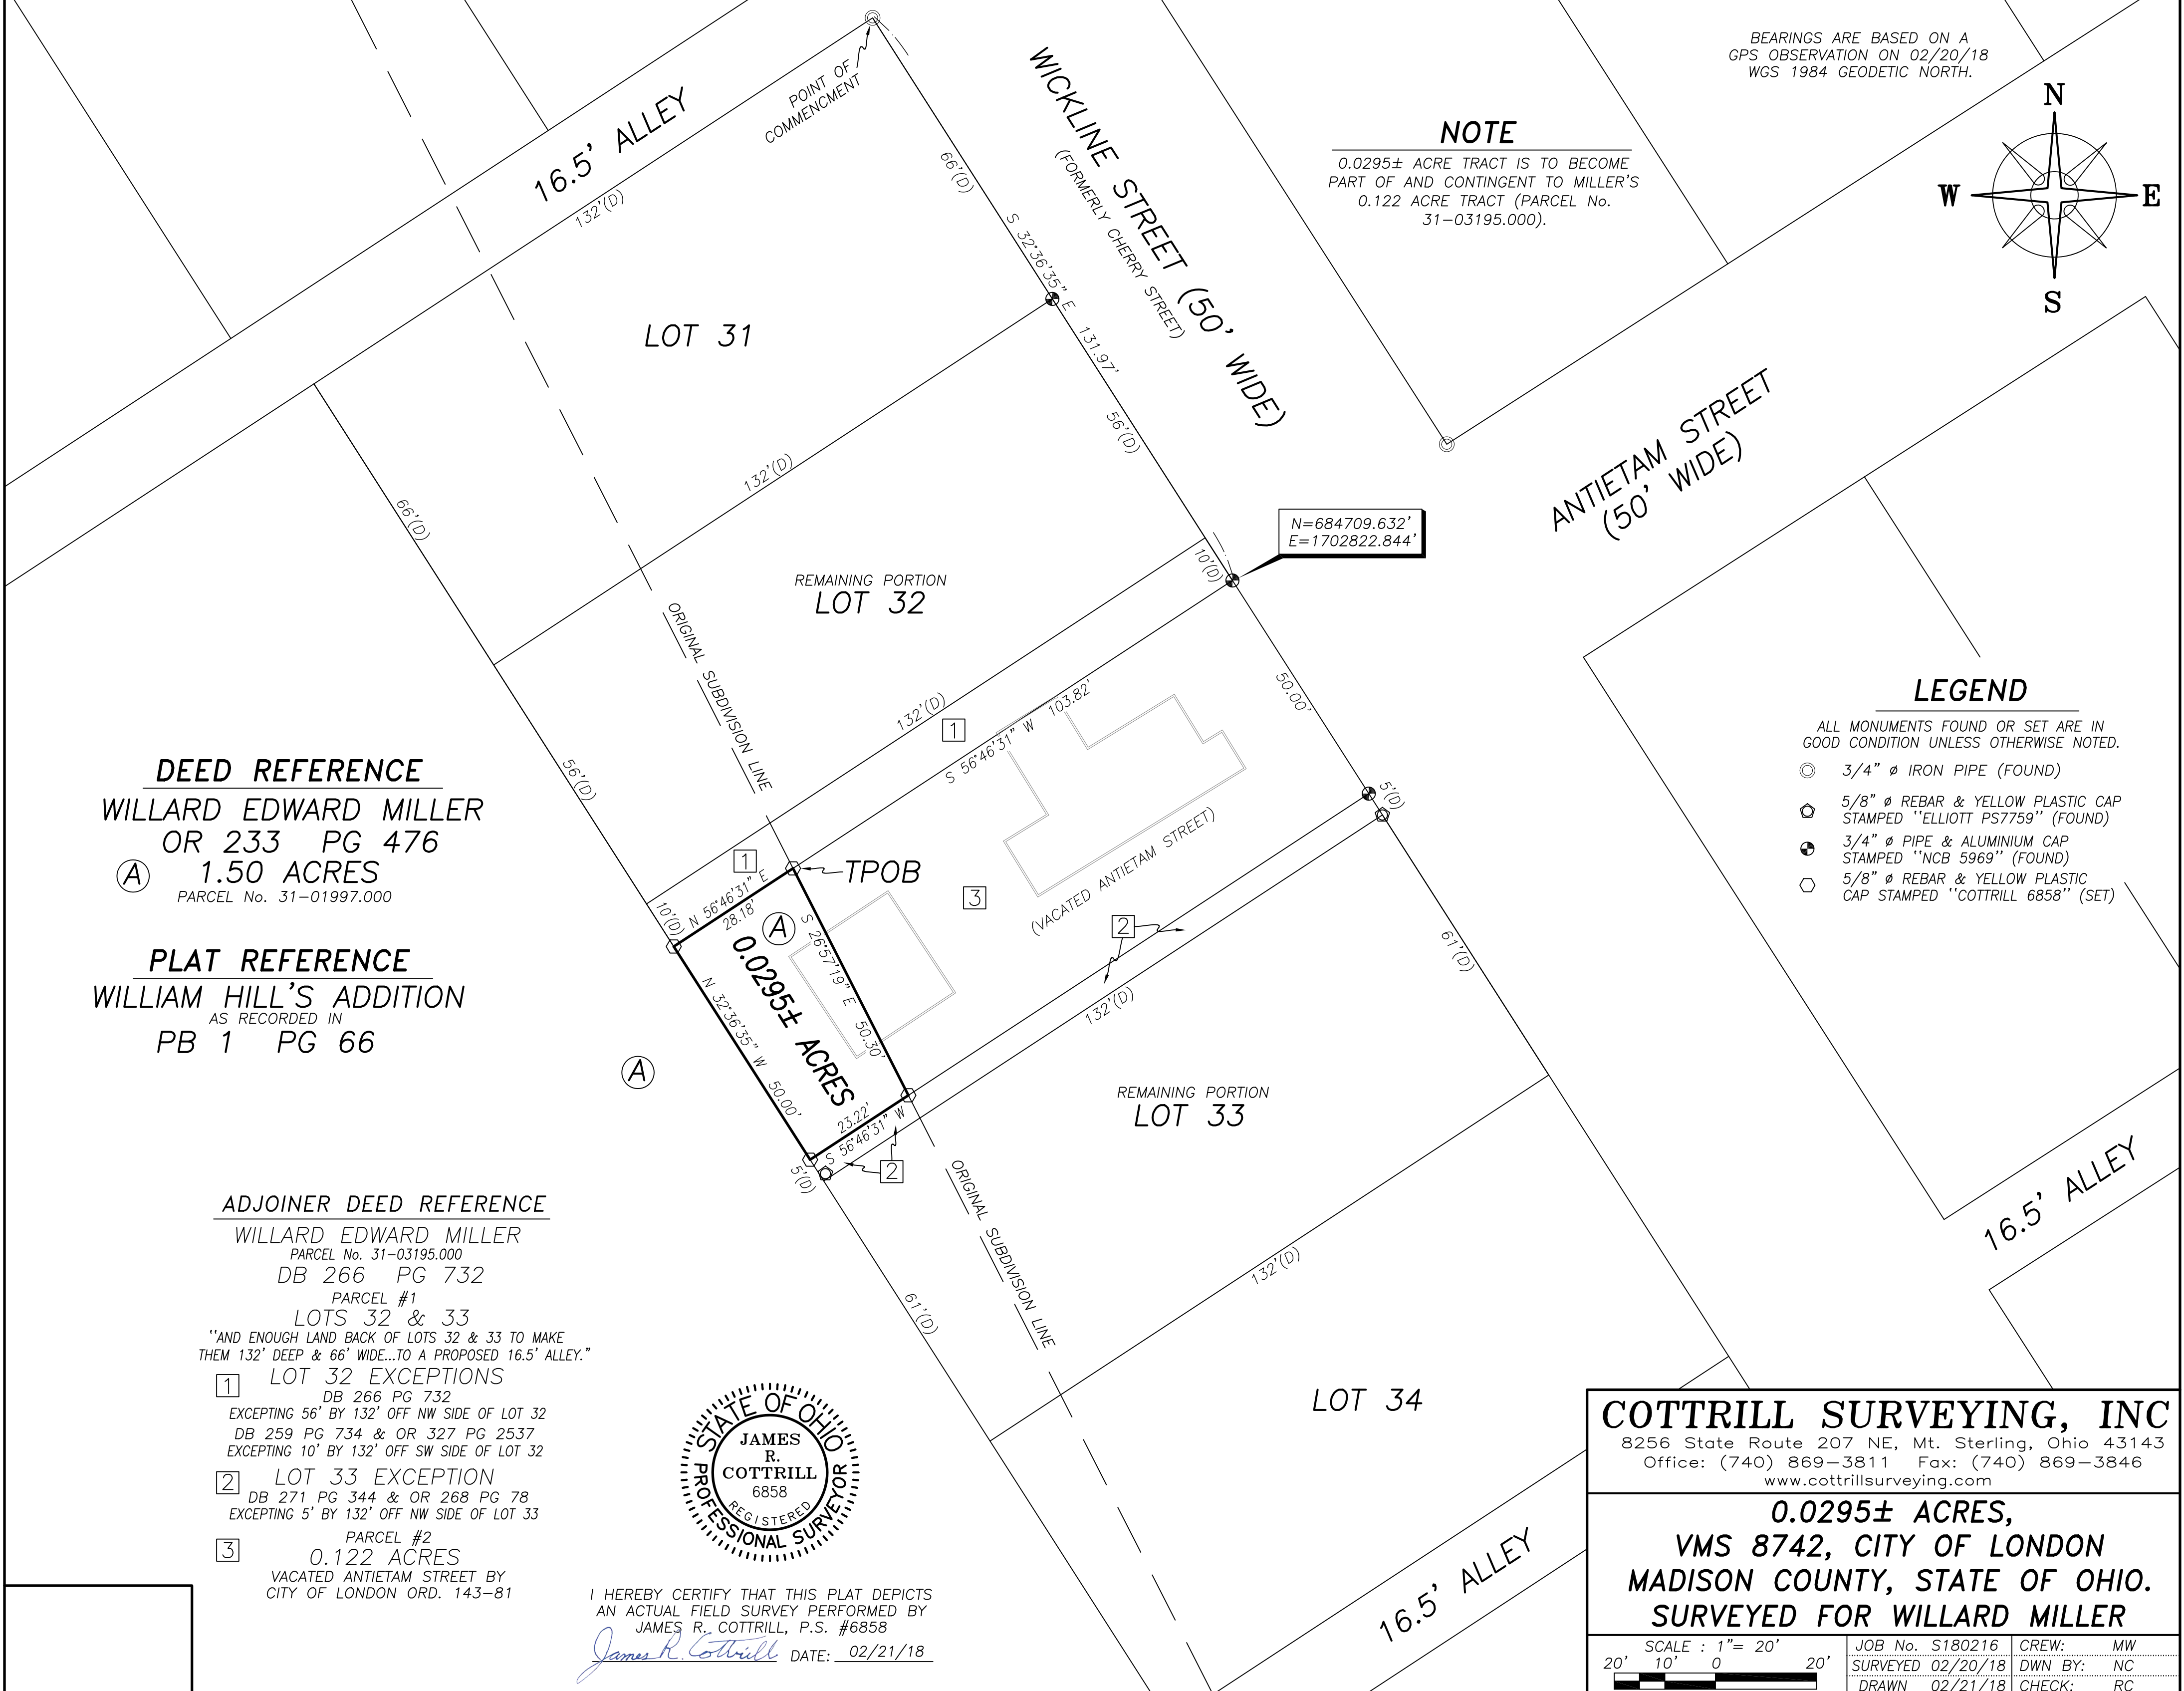 BEARINGS ARE BASED ON A
GPS OBSERVATION ON 02/20/18
WGS 1984 GEODETIC NORTH.
N
W
E
S
NOTE
0.0295± ACRE TRACT IS TO BECOME
PART OF AND CONTINGENT TO MILLER'S
0.122 ACRE TRACT (PARCEL No.
31-03195.000).
POINT OF
COMMENCMENT
16.5' ALLEY
132'(D)
WICKLINE STREET (50' WIDE)
(FORMERLY CHERRY STREET)
66'(D)
S 32°36'35" E 131.97'
56'(D)
10'(D)
LOT 31
132'(D)
66'(D)
ANTIETAM STREET
(50' WIDE)
N=684709.632'
E=1702822.844'
REMAINING PORTION
LOT 32
ORIGINAL SUBDIVISION LINE
132'(D)
1
S 56°46'31" W 103.82'
50.00'
5'(D)
56'(D)
10'(D)
1
N 56°46'31" E
28.18'
TPOB
A
3
(VACATED ANTIETAM STREET)
2
132'(D)
S 26°57'19" E 50.30'
0.0295± ACRES
N 32°36'35" W 50.00'
23.22'
S 56°46'31" W
2
5'(D)
A
61'(D)
REMAINING PORTION
LOT 33
ORIGINAL SUBDIVISION LINE
61'(D)
132'(D)
LOT 34
16.5' ALLEY
16.5' ALLEY
LEGEND
ALL MONUMENTS FOUND OR SET ARE IN
GOOD CONDITION UNLESS OTHERWISE NOTED.
3/4" ø IRON PIPE (FOUND)
5/8" ø REBAR & YELLOW PLASTIC CAP
STAMPED "ELLIOTT PS7759" (FOUND)
3/4" ø PIPE & ALUMINIUM CAP
STAMPED "NCB 5969" (FOUND)
5/8" ø REBAR & YELLOW PLASTIC
CAP STAMPED "COTTRILL 6858" (SET)
DEED REFERENCE
WILLARD EDWARD MILLER
OR 233 PG 476
A 1.50 ACRES
PARCEL No. 31-01997.000
PLAT REFERENCE
WILLIAM HILL'S ADDITION
AS RECORDED IN
PB 1 PG 66
ADJOINER DEED REFERENCE
WILLARD EDWARD MILLER
PARCEL No. 31-03195.000
DB 266 PG 732
PARCEL #1
LOTS 32 & 33
"AND ENOUGH LAND BACK OF LOTS 32 & 33 TO MAKE
THEM 132' DEEP & 66' WIDE...TO A PROPOSED 16.5' ALLEY."
1 LOT 32 EXCEPTIONS
DB 266 PG 732
EXCEPTING 56' BY 132' OFF NW SIDE OF LOT 32
DB 259 PG 734 & OR 327 PG 2537
EXCEPTING 10' BY 132' OFF SW SIDE OF LOT 32
2 LOT 33 EXCEPTION
DB 271 PG 344 & OR 268 PG 78
EXCEPTING 5' BY 132' OFF NW SIDE OF LOT 33
PARCEL #2
3 0.122 ACRES
VACATED ANTIETAM STREET BY
CITY OF LONDON ORD. 143-81
STATE OF OHIO
JAMES
R.
COTTRILL
6858
REGISTERED
PROFESSIONAL SURVEYOR
I HEREBY CERTIFY THAT THIS PLAT DEPICTS
AN ACTUAL FIELD SURVEY PERFORMED BY
JAMES R. COTTRILL, P.S. #6858
James R. Cottrill DATE: 02/21/18
COTTRILL SURVEYING, INC
8256 State Route 207 NE, Mt. Sterling, Ohio 43143
Office: (740) 869-3811 Fax: (740) 869-3846
www.cottrillsurveying.com
0.0295± ACRES,
VMS 8742, CITY OF LONDON
MADISON COUNTY, STATE OF OHIO.
SURVEYED FOR WILLARD MILLER
SCALE : 1"= 20'
20' 10' 0 20'
JOB No. S180216 CREW: MW
SURVEYED 02/20/18 DWN BY: NC
DRAWN 02/21/18 CHECK: RC